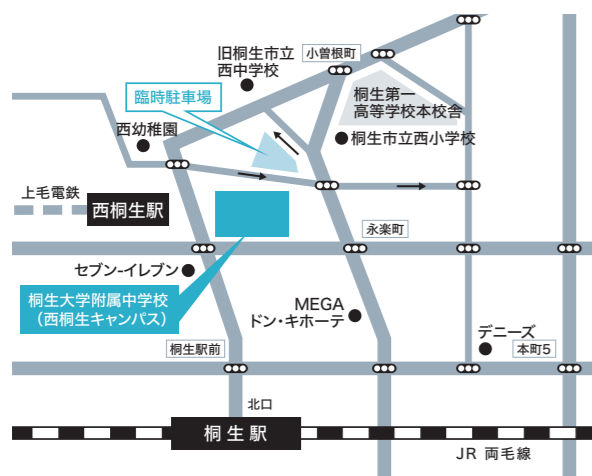 旧桐生市立
西中学校
小曽根町
臨時駐車場
桐生第一
高等学校本校舎
西幼稚園
桐生市立西小学校
上毛電鉄
西桐生駅
永楽町
セブン-イレブン
桐生大学附属中学校
（西桐生キャンパス）
MEGA
ドン・キホーテ
デニーズ
桐生駅前
本町5
北口
桐生駅
JR 両毛線